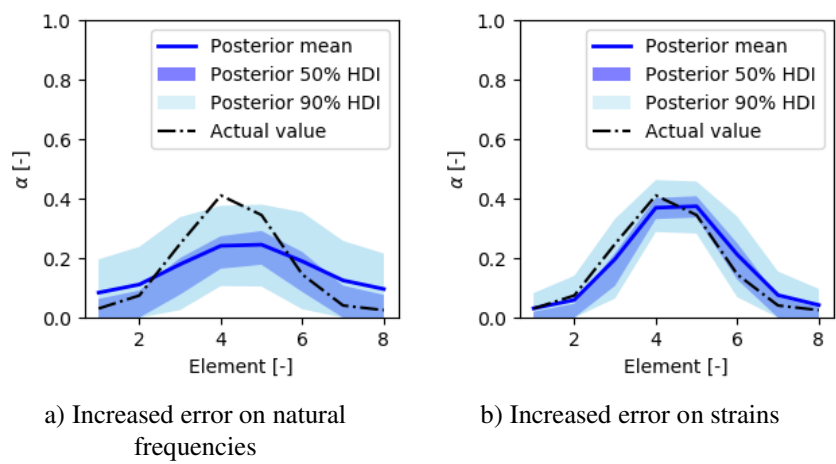 1.0
0.8
0.6
0.4
0.2
0.0
α [-]
Posterior mean
Posterior 50% HDI
Posterior 90% HDI
Actual value
2 4 6 8
Element [-]
a) Increased error on natural
frequencies
1.0
0.8
0.6
0.4
0.2
0.0
α [-]
Posterior mean
Posterior 50% HDI
Posterior 90% HDI
Actual value
2 4 6 8
Element [-]
b) Increased error on strains